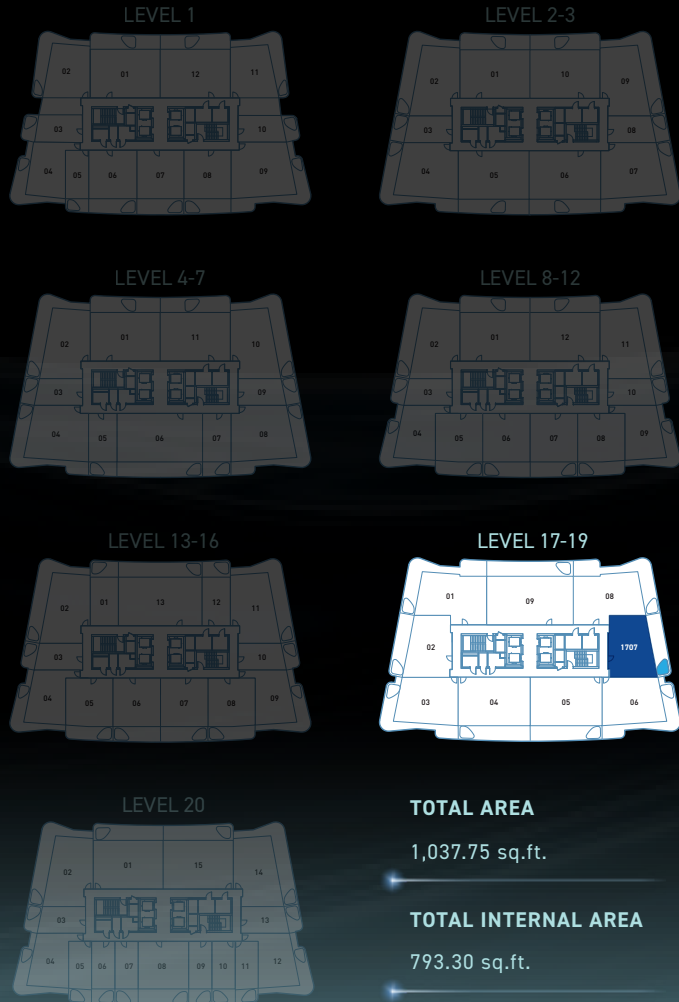 LEVEL 1
02 01 12 11
03 10
04 05 06 07 08 09
LEVEL 2-3
02 01 10 09
03 08
04 05 06 07
LEVEL 4-7
02 01 11 10
03 09
04 05 06 07 08
LEVEL 8-12
02 01 12 11
03 10
04 05 06 07 08 09
LEVEL 13-16
02 01 13 12 11
03 10
04 05 06 07 08 09
LEVEL 17-19
01 09 08
02 1707
03 04 05 06
LEVEL 20
02 01 15 14
03 13
04 05 06 07 08 09 10 11 12
TOTAL AREA
1,037.75 sq.ft.
TOTAL INTERNAL AREA
793.30 sq.ft.